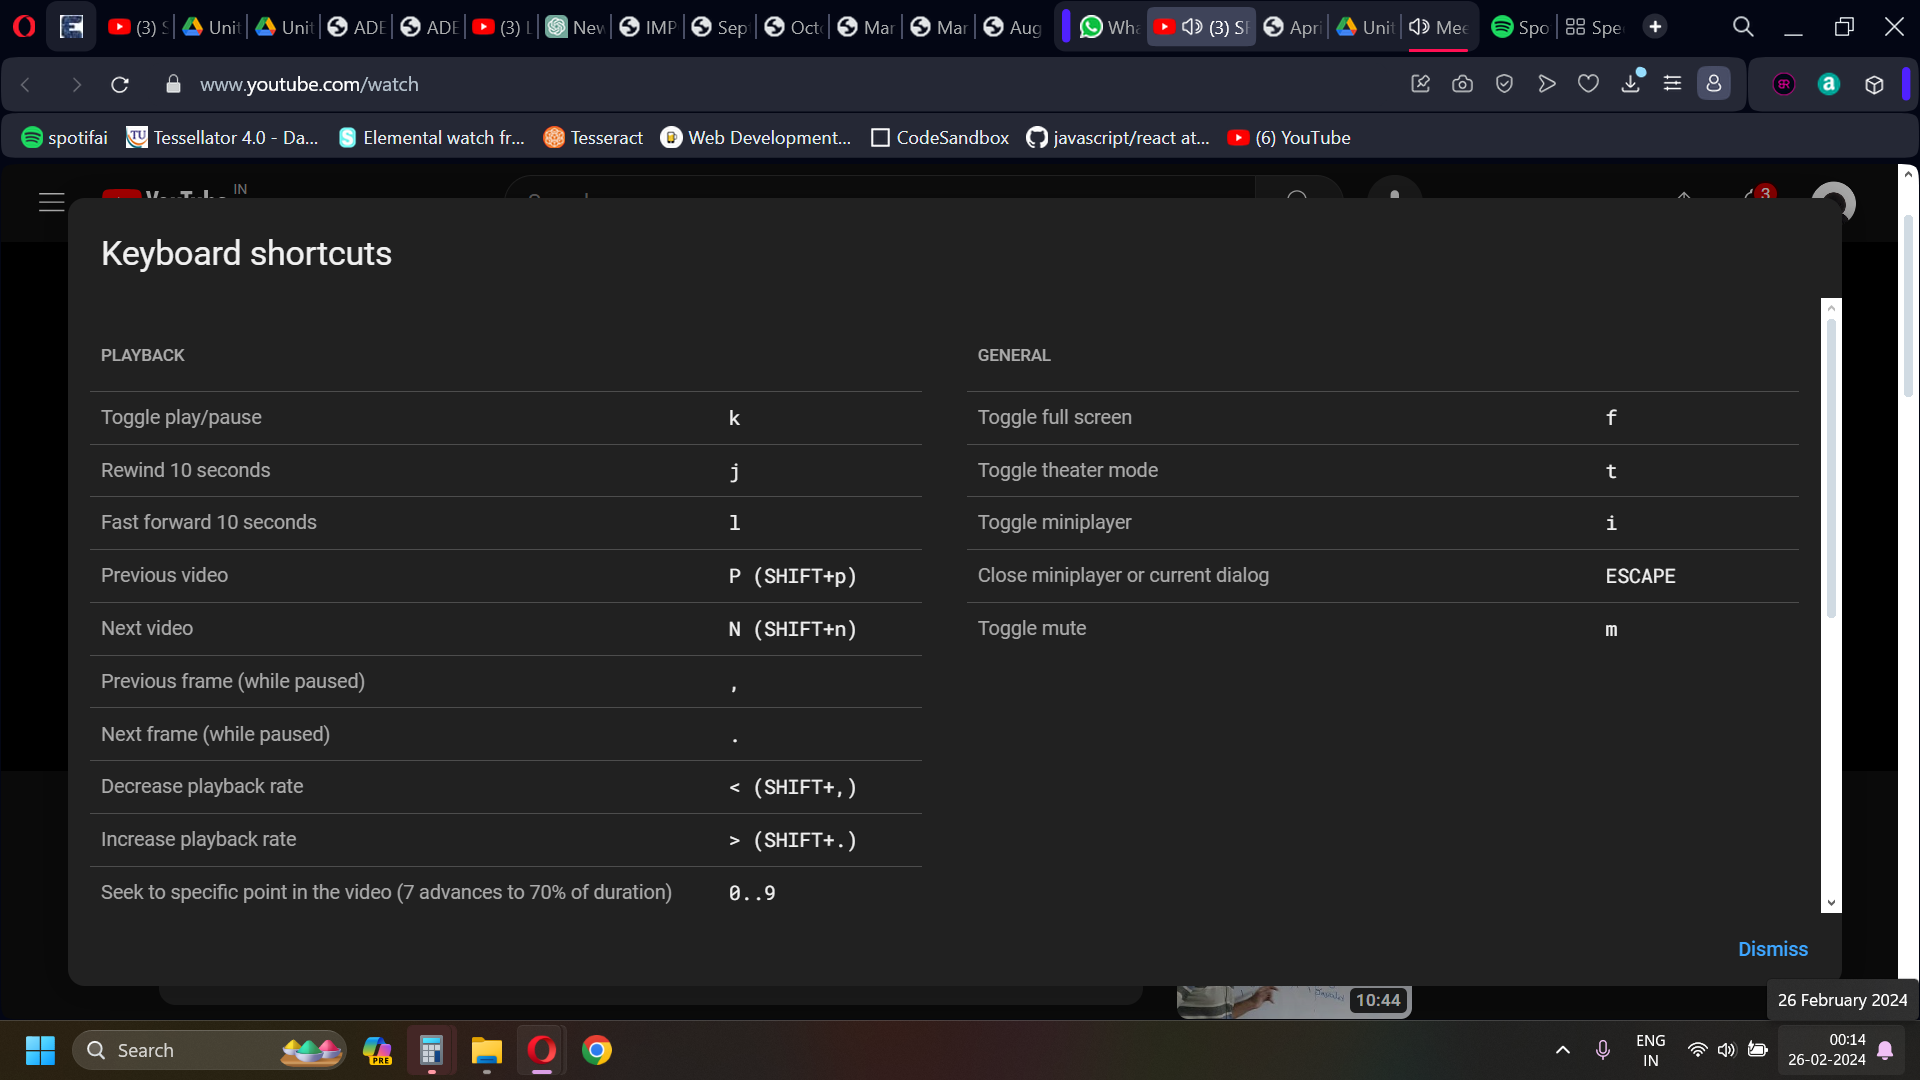 (3) S
Unit
Unit
ADE
ADE
(3) L
New
IMP
Sep
Oct
Mar
Mar
Aug
Wha
(3) SF
Apri
Unit
Mee
Spo
Spe
www.youtube.com/watch
spotifai
Tessellator 4.0 - Da...
Elemental watch fr...
Tesseract
Web Development...
CodeSandbox
javascript/react at...
(6) YouTube
IN
3
Keyboard shortcuts
PLAYBACK
Toggle play/pause k
Rewind 10 seconds j
Fast forward 10 seconds l
Previous video P (SHIFT+p)
Next video N (SHIFT+n)
Previous frame (while paused) ,
Next frame (while paused) .
Decrease playback rate < (SHIFT+,)
Increase playback rate > (SHIFT+.)
Seek to specific point in the video (7 advances to 70% of duration) 0..9
GENERAL
Toggle full screen f
Toggle theater mode t
Toggle miniplayer i
Close miniplayer or current dialog ESCAPE
Toggle mute m
Dismiss
10:44
26 February 2024
Search
PRE
ENG
IN
00:14
26-02-2024